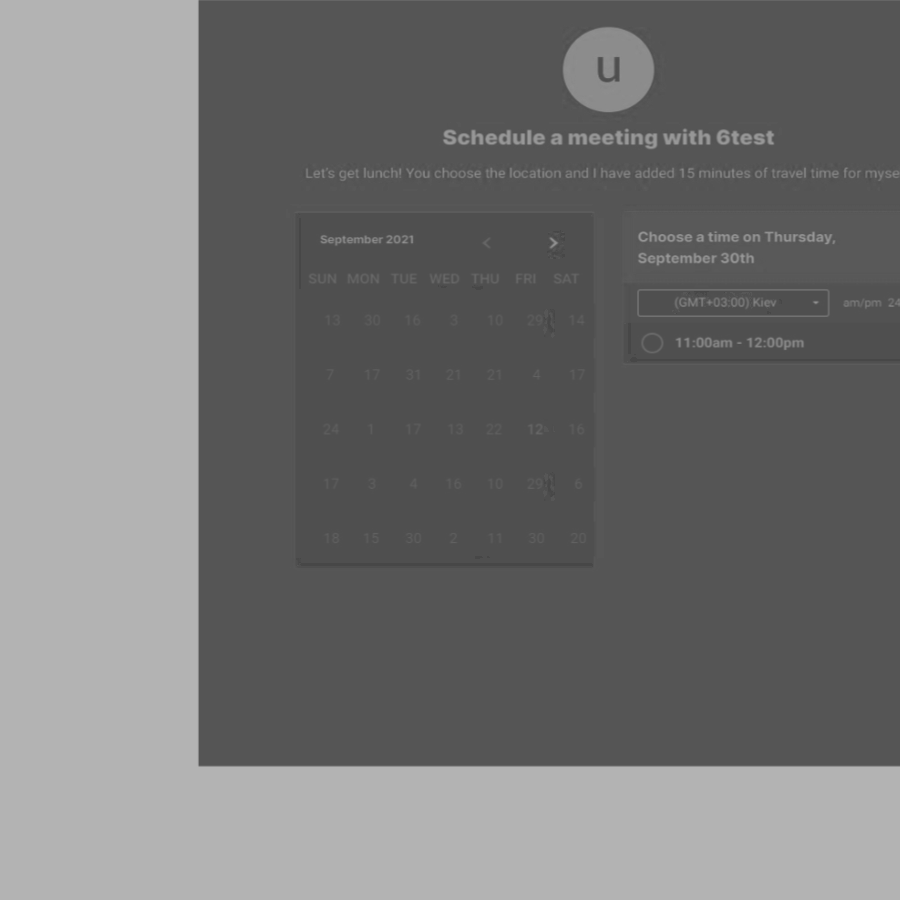 u
Schedule a meeting with 6test
Let's get lunch! You choose the location and I have added 15 minutes of travel time for myse
September 2021
SUN MON TUE WED THU FRI SAT
13 30 16 3 10 29 14
7 17 31 21 21 4 17
24 1 17 13 22 12 16
17 3 4 16 10 29 6
18 15 30 2 11 30 20
Choose a time on Thursday,
September 30th
(GMT+03:00) Kiev am/pm 24
11:00am - 12:00pm